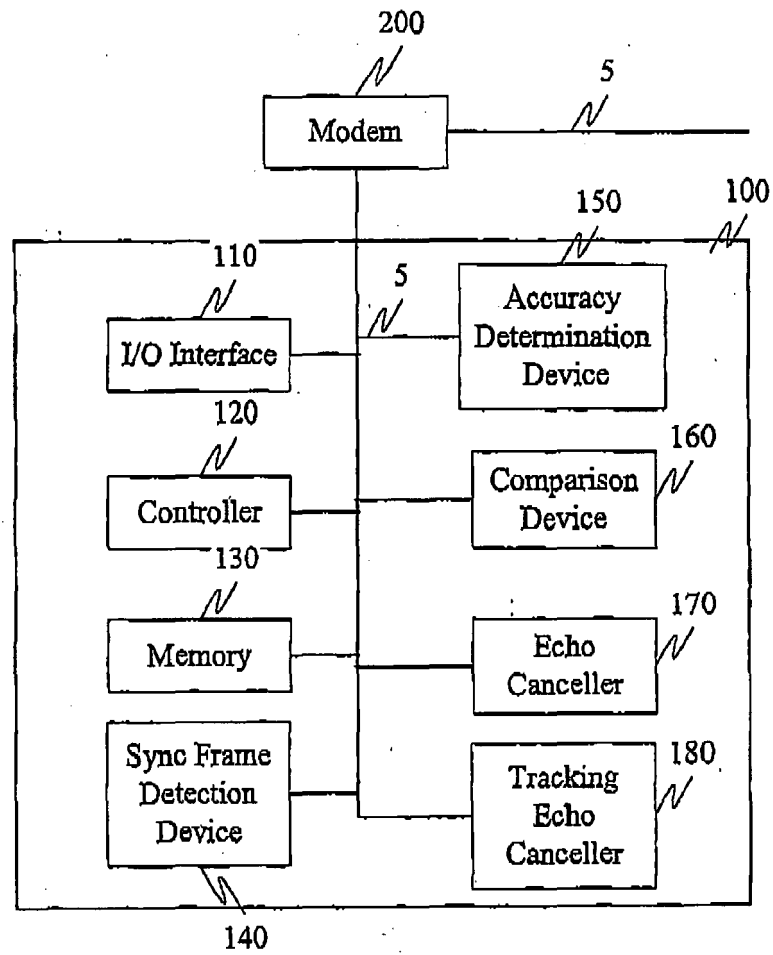 200
5
Modem
100
150
110
5
Accuracy
Determination
Device
I/O Interface
120
160
Controller
Comparison
Device
130
170
Memory
Echo
Canceller
180
Sync Frame
Detection
Device
Tracking
Echo
Canceller
140